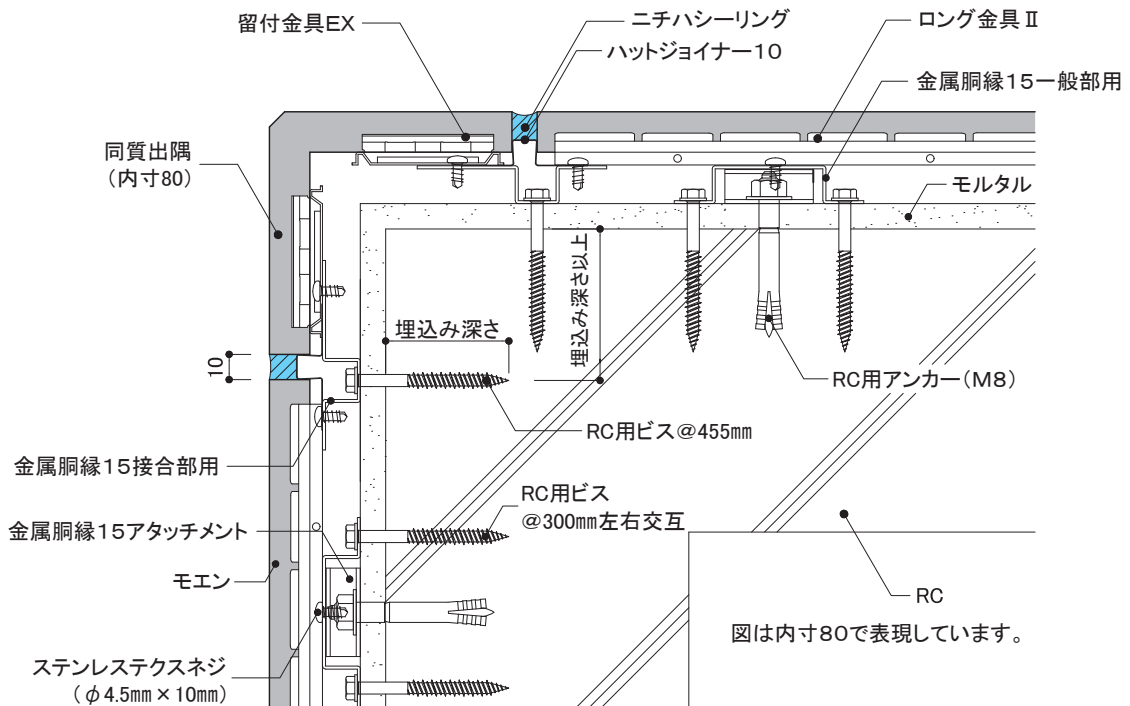 留付金具EX
ニチハシーリング
ハットジョイナー10
ロング金具Ⅱ
金属胴縁15一般部用
同質出隅
(内寸80)
モルタル
埋込み深さ以上
埋込み深さ
10
RC用アンカー(M8)
RC用ビス@455mm
金属胴縁15接合部用
RC用ビス
@300mm左右交互
金属胴縁15アタッチメント
モエン
RC
図は内寸80で表現しています。
ステンレステクスネジ
(φ4.5mm×10mm)